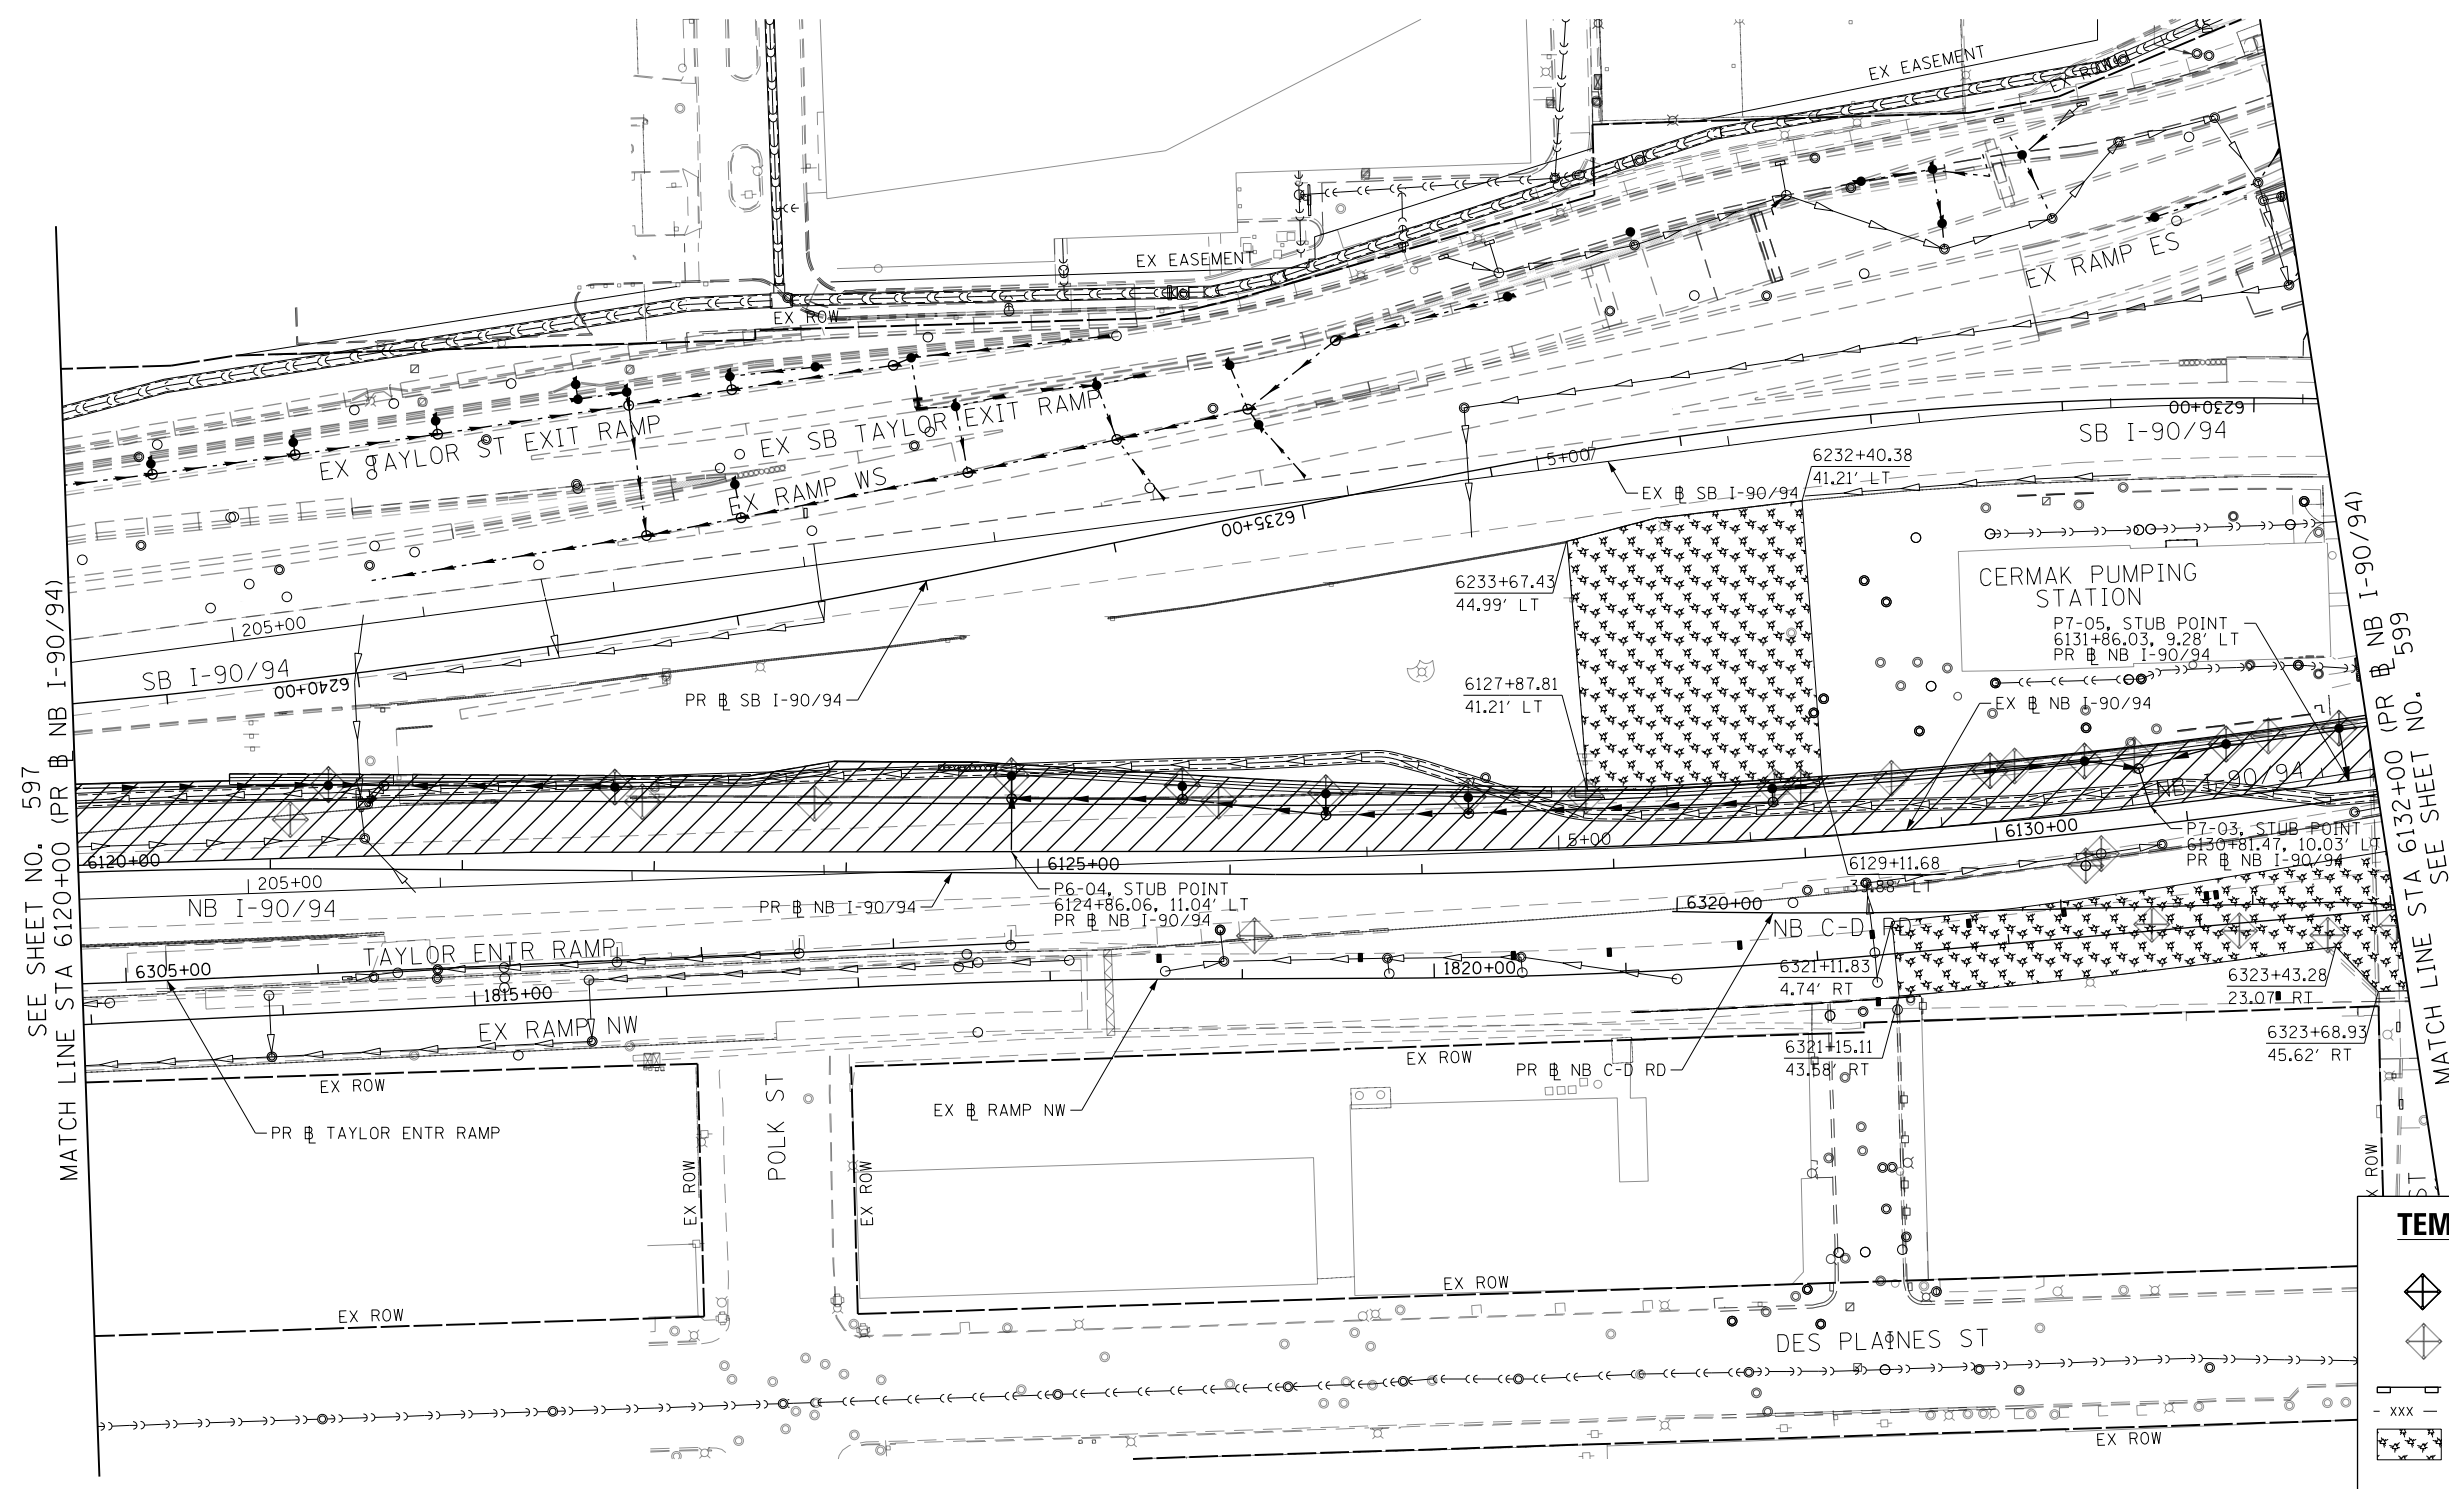 EX EASEMENT
EX EASEMENT
EX ROW
EX RAMP ES
EX TAYLOR ST EXIT RAMP
EX SB TAYLOR EXIT RAMP
EX RAMP WS
6230+00
SB I-90/94
5+00
6232+40.38
41.21' LT
EX ℄ SB I-90/94
6235+00
6233+67.43
44.99' LT
CERMAK PUMPING
STATION
P7-05, STUB POINT
6131+86.03, 9.28' LT
PR ℄ NB I-90/94
205+00
SB I-90/94
6240+00
PR ℄ SB I-90/94
6127+87.81
41.21' LT
EX ℄ NB I-90/94
NB I-90/94
SEE SHEET NO. 597
MATCH LINE STA 6120+00 (PR ℄ NB I-90/94)
MATCH LINE STA 6132+00 (PR ℄ NB I-90/94)
SEE SHEET NO. 599
6120+00
6125+00
5+00
6130+00
P7-03, STUB POINT
6130+81.47, 10.03' LT
PR ℄ NB I-90/94
205+00
NB I-90/94
PR ℄ NB I-90/94
P6-04, STUB POINT
6124+86.06, 11.04' LT
PR ℄ NB I-90/94
6129+11.68
39.88' LT
6320+00
NB C-D RD
TAYLOR ENTR RAMP
6305+00
1815+00
1820+00
6321+11.83
4.74' RT
6323+43.28
23.07' RT
EX RAMP NW
6321+15.11
43.58' RT
6323+68.93
45.62' RT
EX ROW
EX ROW
PR ℄ NB C-D RD
EX ℄ RAMP NW
PR ℄ TAYLOR ENTR RAMP
POLK ST
EX ROW
EX ROW
X ROW
ST
EX ROW
EX ROW
DES PLAINES ST
EX ROW
TEM
XXX